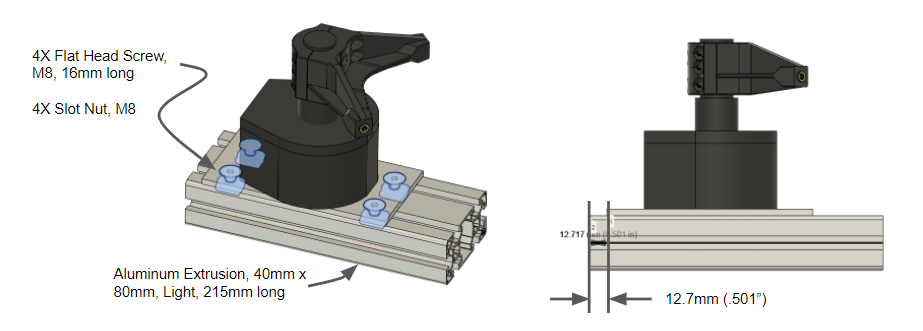 4X Flat Head Screw,
M8, 16mm long
4X Slot Nut, M8
Aluminum Extrusion, 40mm x
80mm, Light, 215mm long
12.717
.501 in)
12.7mm (.501”)